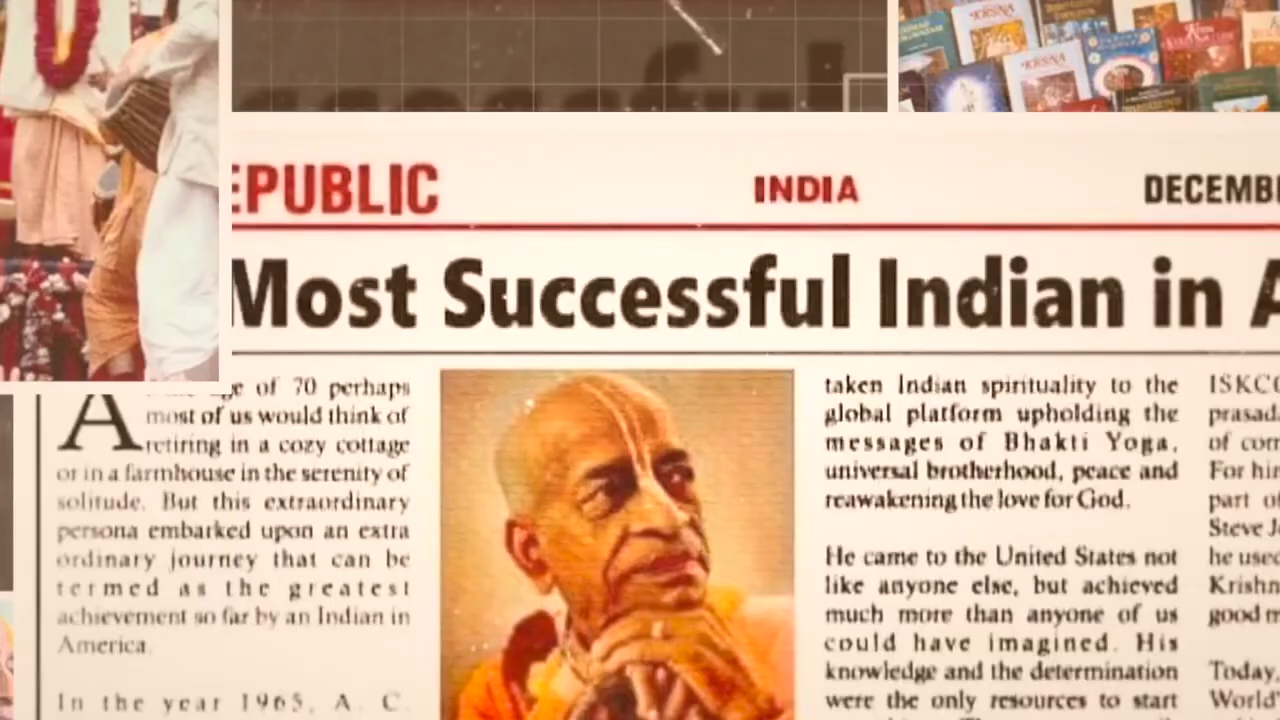 KRSNA
KRSNA
EPUBLIC
INDIA
DECEMB
Most Successful Indian in A
A ge of 70 perhaps
most of us would think of
retiring in a cozy cottage
or in a farmhouse in the serenity of
solitude. But this extraordinary
persona embarked upon an extra
ordinary journey that can be
termed as the greatest
achievement so far by an Indian in
America.
In the year 1965, A. C.
taken Indian spirituality to the
global platform upholding the
messages of Bhakti Yoga,
universal brotherhood, peace and
reawakening the love for God.
He came to the United States not
like anyone else, but achieved
much more than anyone of us
could have imagined. His
knowledge and the determination
were the only resources to start
ISKCO
prasad
of com
For hi
part o
Steve J
he used
Krishn
good m
Today,
World'